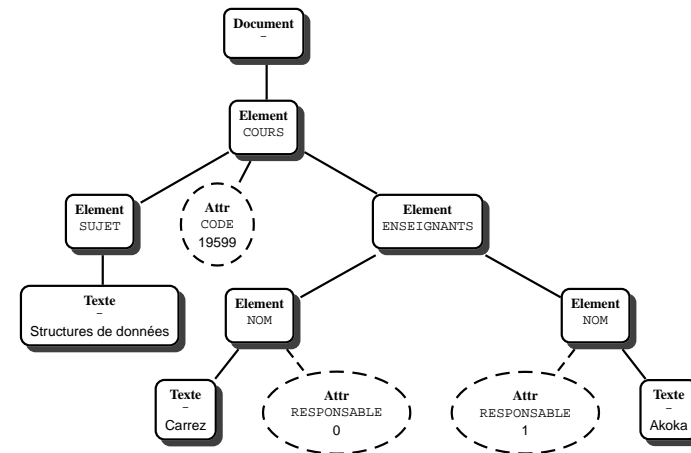 Document
–
Element
COURS
Element
SUJET
Attr
CODE
19599
Element
ENSEIGNANTS
Texte
–
Structures de données
Element
NOM
Element
NOM
Texte
–
Carrez
Attr
RESPONSABLE
0
Attr
RESPONSABLE
1
Texte
–
Akoka